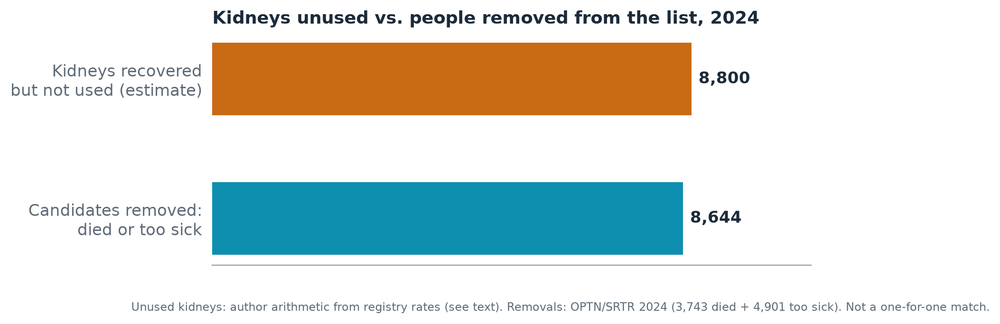 Kidneys unused vs. people removed from the list, 2024
Kidneys recovered
but not used (estimate)
8,800
Candidates removed:
died or too sick
8,644
Unused kidneys: author arithmetic from registry rates (see text). Removals: OPTN/SRTR 2024 (3,743 died + 4,901 too sick). Not a one-for-one match.